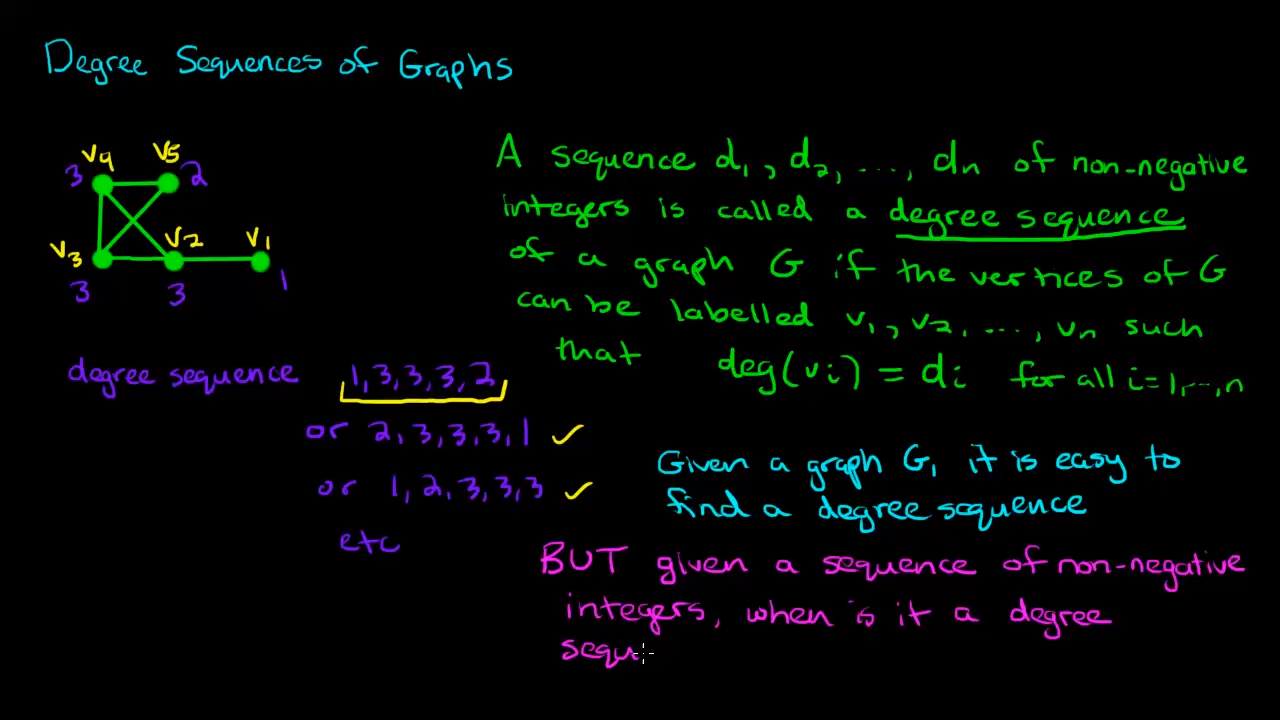 Degree Sequences of Graphs
V4 V5
3 2
V3 V2 V1
3 3 1
degree sequence 1, 3, 3, 3, 2
or 2, 3, 3, 3, 1 ✓
or 1, 2, 3, 3, 3 ✓
etc
A sequence d1, d2, ..., dn of non-negative
integers is called a degree sequence
of a graph G if the vertices of G
can be labelled v1, v2, ..., vn such
that deg(vi) = di for all i=1,...,n
Given a graph G, it is easy to
find a degree sequence
BUT given a sequence of non-negative
integers, when is it a degree
sequ